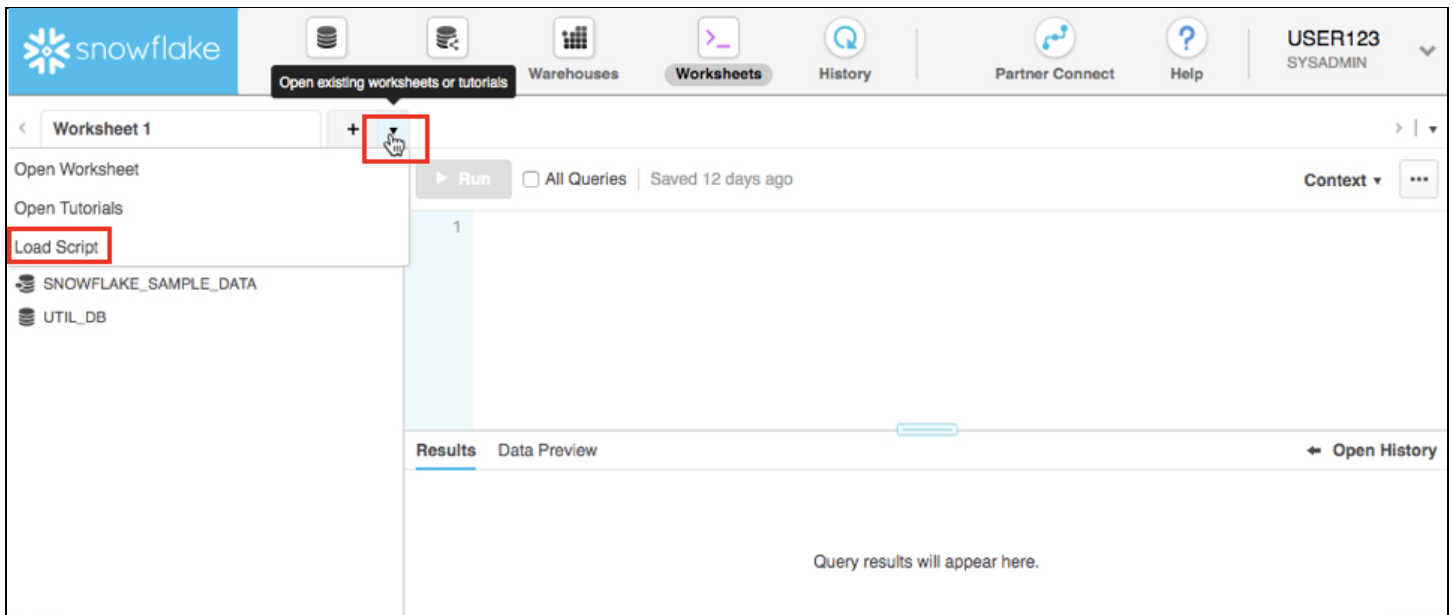 snowflake
Open existing worksheets or tutorials
Warehouses
Worksheets
History
Partner Connect
Help
USER123
SYSADMIN
Worksheet 1
+
Open Worksheet
Open Tutorials
Load Script
SNOWFLAKE_SAMPLE_DATA
UTIL_DB
Run
All Queries
Saved 12 days ago
Context
1
Results
Data Preview
Open History
Query results will appear here.